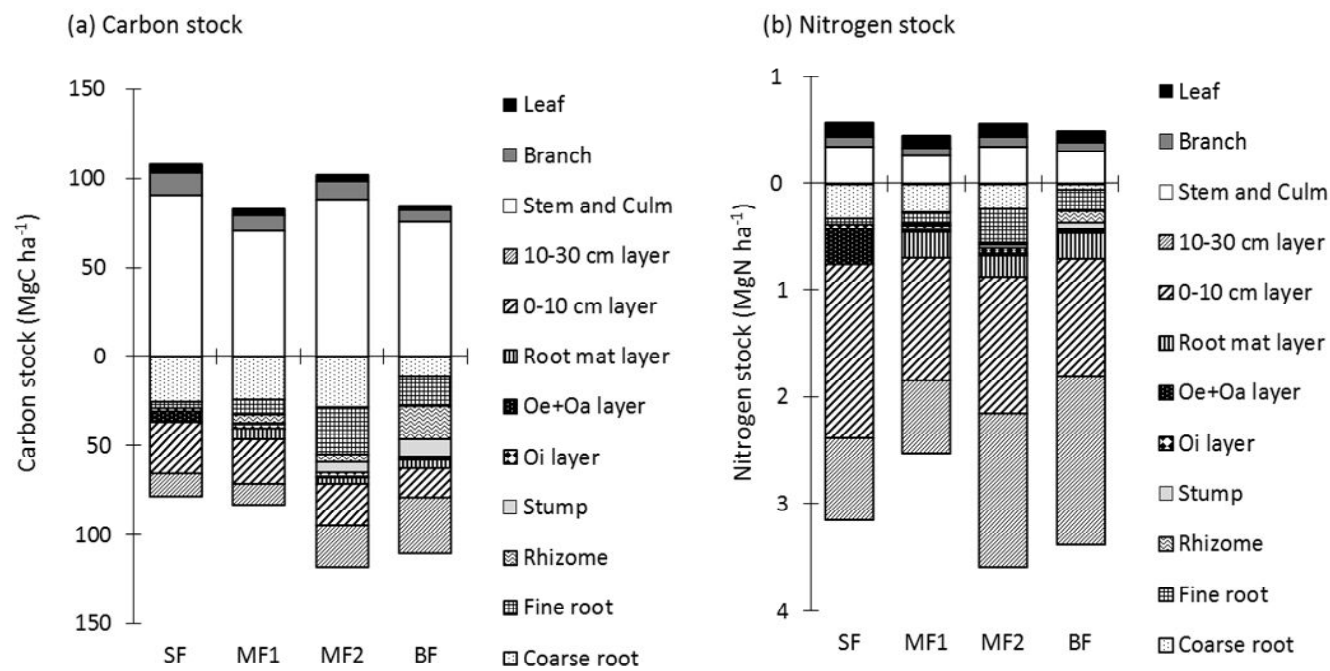 (a) Carbon stock
150
100
50
0
50
100
150
Carbon stock (MgC ha⁻¹)
SF MF1 MF2 BF
Leaf
Branch
Stem and Culm
10-30 cm layer
0-10 cm layer
Root mat layer
Oe+Oa layer
Oi layer
Stump
Rhizome
Fine root
Coarse root
(b) Nitrogen stock
1
0
1
2
3
4
Nitrogen stock (MgN ha⁻¹)
SF MF1 MF2 BF
Leaf
Branch
Stem and Culm
10-30 cm layer
0-10 cm layer
Root mat layer
Oe+Oa layer
Oi layer
Stump
Rhizome
Fine root
Coarse root